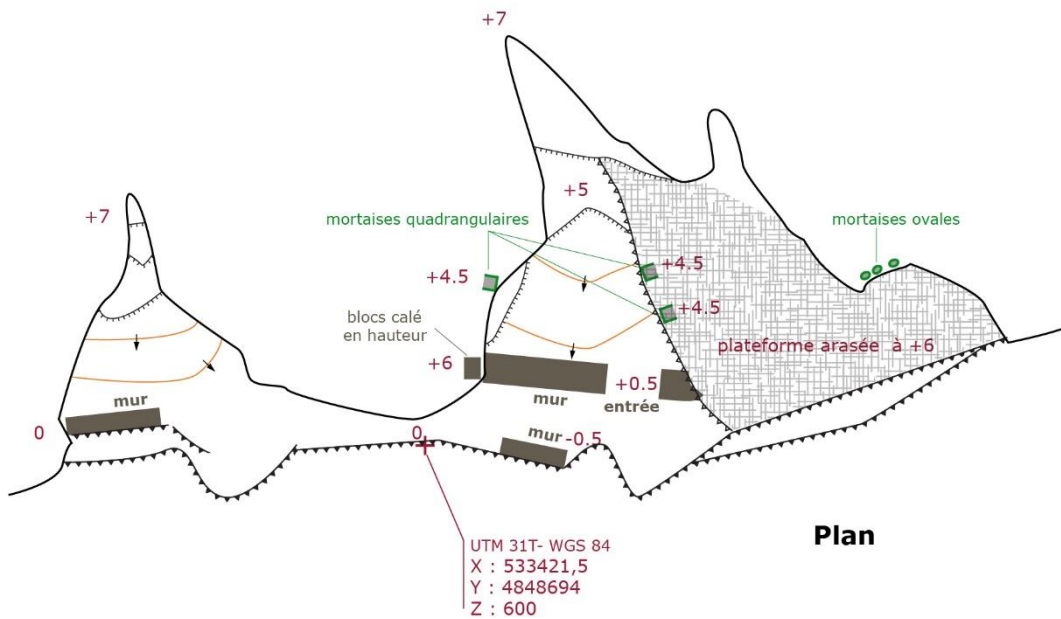 +7
+7
+5
mortaises quadrangulaires
mortaises ovales
+4.5
+4.5
+4.5
blocs calé
en hauteur
+6
plateforme arasée à +6
+0.5
mur
mur
entrée
0
0
mur
-0.5
Plan
UTM 31T- WGS 84
X : 533421,5
Y : 4848694
Z : 600